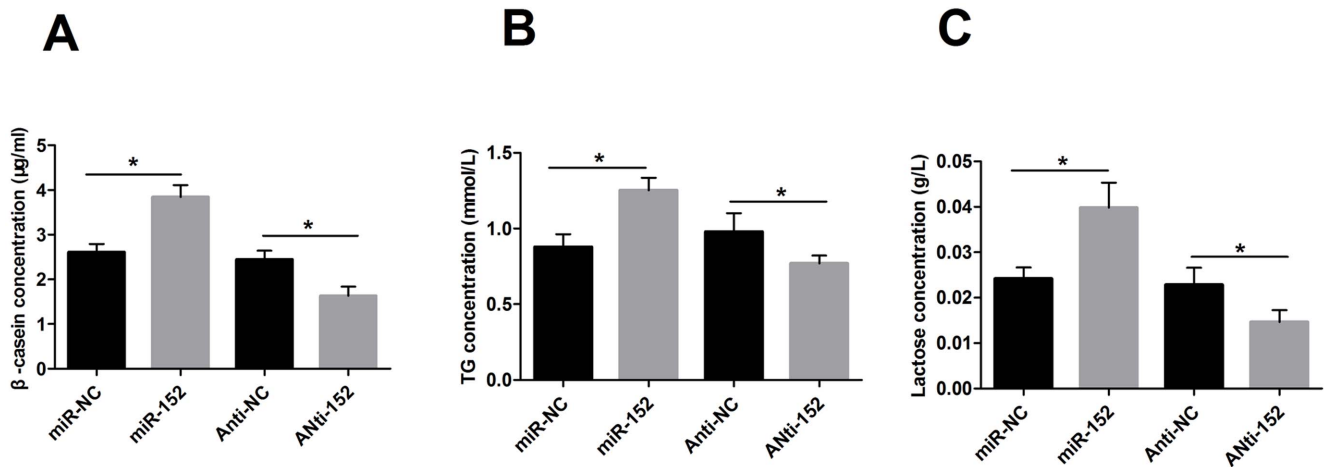 A
B
C
β -casein concentration (µg/ml)
5
4
3
2
1
0
*
*
miR-NC
miR-152
Anti-NC
ANti-152
TG concentration (mmol/L)
1.5
1.0
0.5
0.0
*
*
miR-NC
miR-152
Anti-NC
ANti-152
Lactose concentration (g/L)
0.05
0.04
0.03
0.02
0.01
0.00
*
*
miR-NC
miR-152
Anti-NC
ANti-152